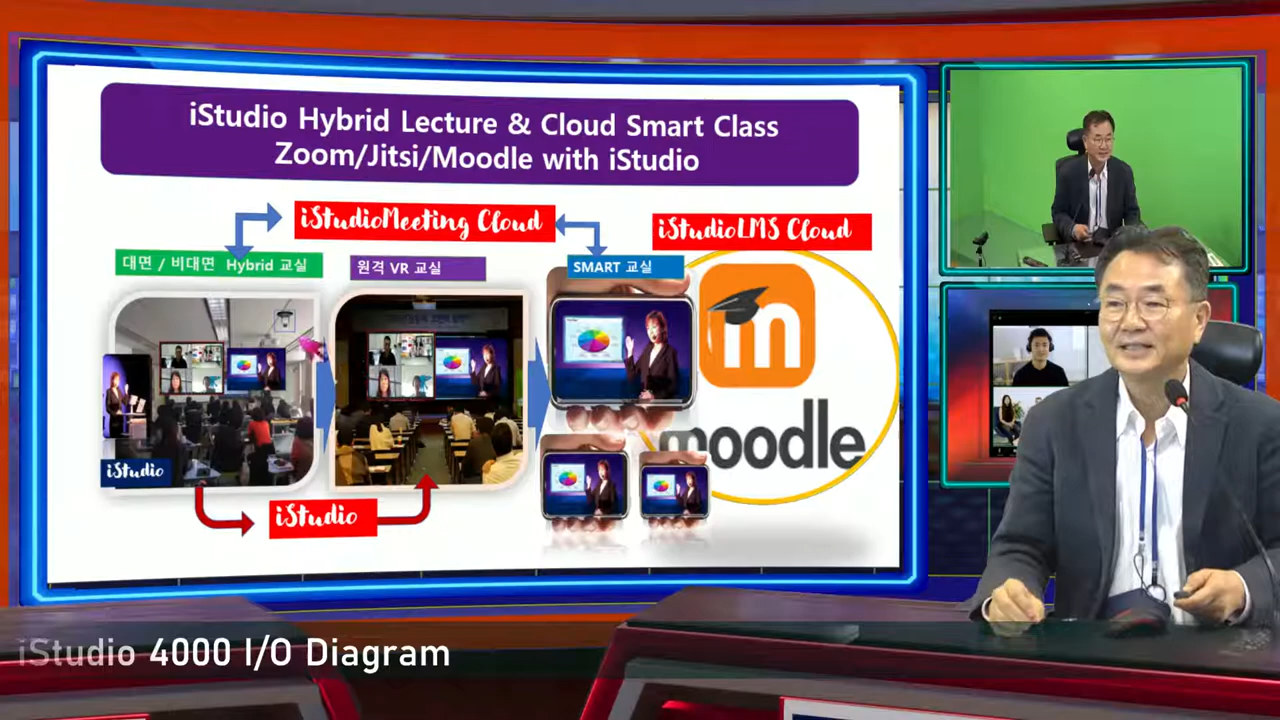 iStudio Hybrid Lecture & Cloud Smart Class
Zoom/Jitsi/Moodle with iStudio
iStudioMeeting Cloud
iStudioLMS Cloud
대면 / 비대면 Hybrid 교실
원격 VR 교실
SMART 교실
moodle
iStudio
iStudio
iStudio 4000 I/O Diagram